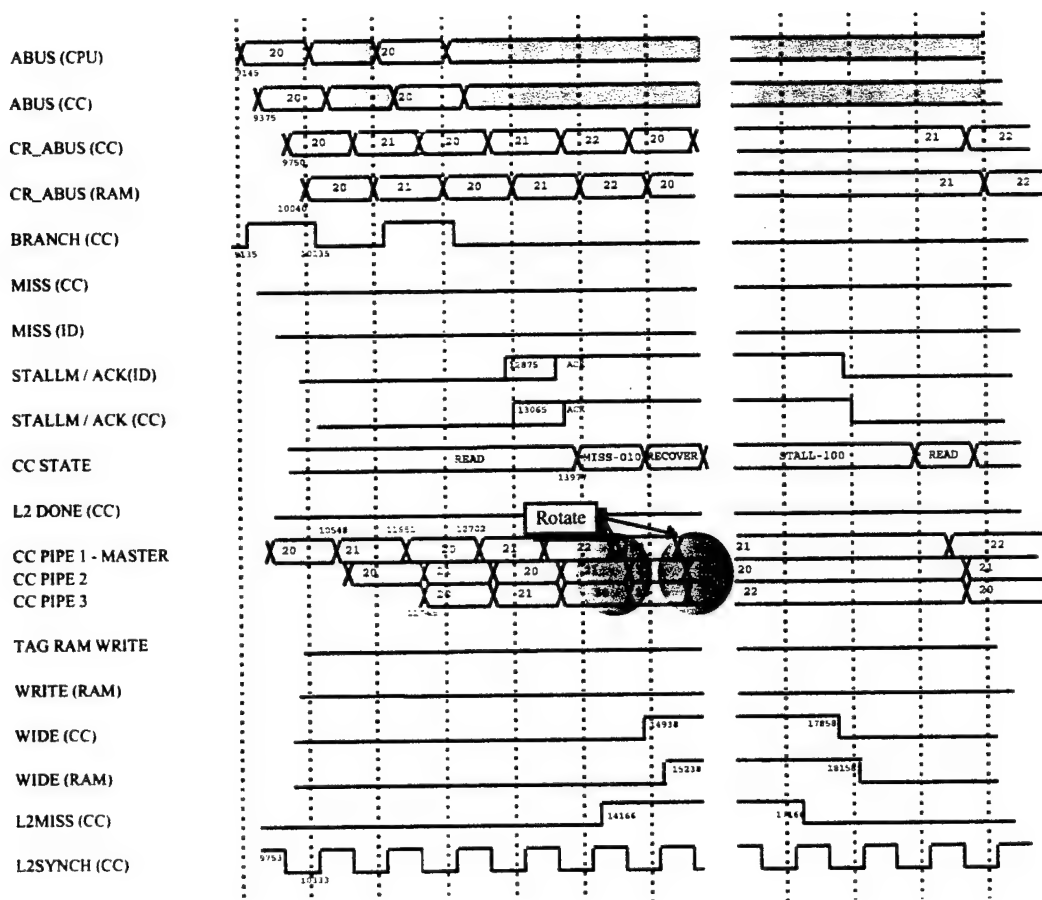 ABUS (CPU) 20 20
9145
ABUS (CC) 20 20
9375
CR_ABUS (CC) 20 21 20 21 22 20 21 22
9750
CR_ABUS (RAM) 20 21 20 21 22 20 21 22
10040
BRANCH (CC)
9135 10135
MISS (CC)
MISS (ID)
STALLM / ACK(ID) 12875 ACK
STALLM / ACK (CC) 13065 ACK
CC STATE READ MISS-010 RECOVER STALL-100 READ
13977
L2 DONE (CC)
Rotate
10548 11651 12702
CC PIPE 1 - MASTER 20 21 20 21 22 21 22
CC PIPE 2 20 20 20 21
CC PIPE 3 20 21 22 20
TAG RAM WRITE
WRITE (RAM)
WIDE (CC) 14938 17858
WIDE (RAM) 15238 18158
L2MISS (CC) 14166
L2SYNCH (CC) 9753
10133